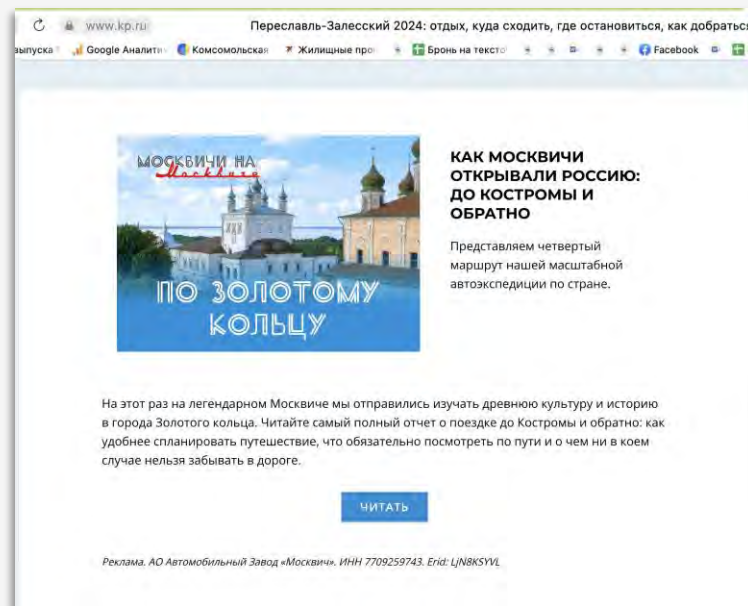 www.kp.ru
Переславль-Залесский 2024: отдых, куда сходить, где остановиться, как добраться
выпуска
Google Аналити
Комсомольская
Жилищные про
Бронь на тексто
Facebook
МОСКВИЧИ НА
Москвиче
ПО ЗОЛОТОМУ
КОЛЬЦУ
КАК МОСКВИЧИ
ОТКРЫВАЛИ РОССИЮ:
ДО КОСТРОМЫ И
ОБРАТНО
Представляем четвертый
маршрут нашей масштабной
автоэкспедиции по стране.
На этот раз на легендарном Москвиче мы отправились изучать древнюю культуру и историю
в города Золотого кольца. Читайте самый полный отчет о поездке до Костромы и обратно: как
удобнее спланировать путешествие, что обязательно посмотреть по пути и о чем ни в коем
случае нельзя забывать в дороге.
ЧИТАТЬ
Реклама. АО Автомобильный Завод «Москвич». ИНН 7709259743. Erid: LjN8KSYVL